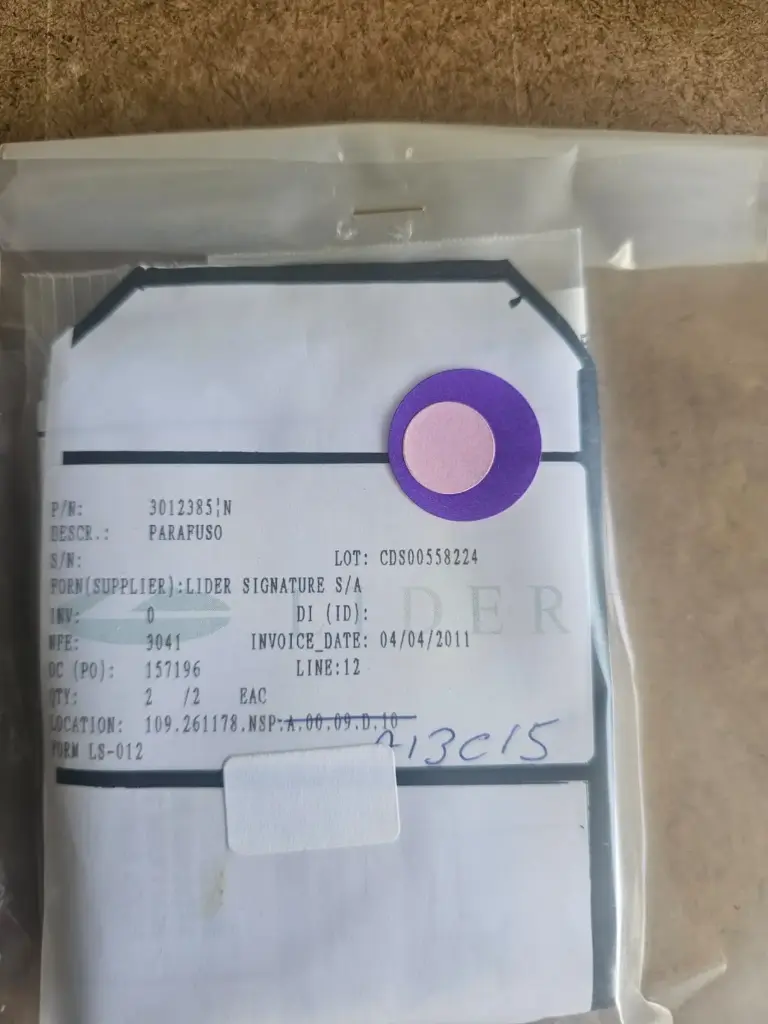 P/N: 3012385¦N
DESCR.: PARAFUSO
S/N: LOT: CDS00558224
FORN(SUPPLIER):LIDER SIGNATURE S/A
INV: 0 DI (ID):
LIDER
NFE: 3041 INVOICE_DATE: 04/04/2011
OC (PO): 157196 LINE:12
QTY: 2 /2 EAC
LOCATION: 109.261178.NSP.A.00.09.D.10
A13C15
FORM LS-012